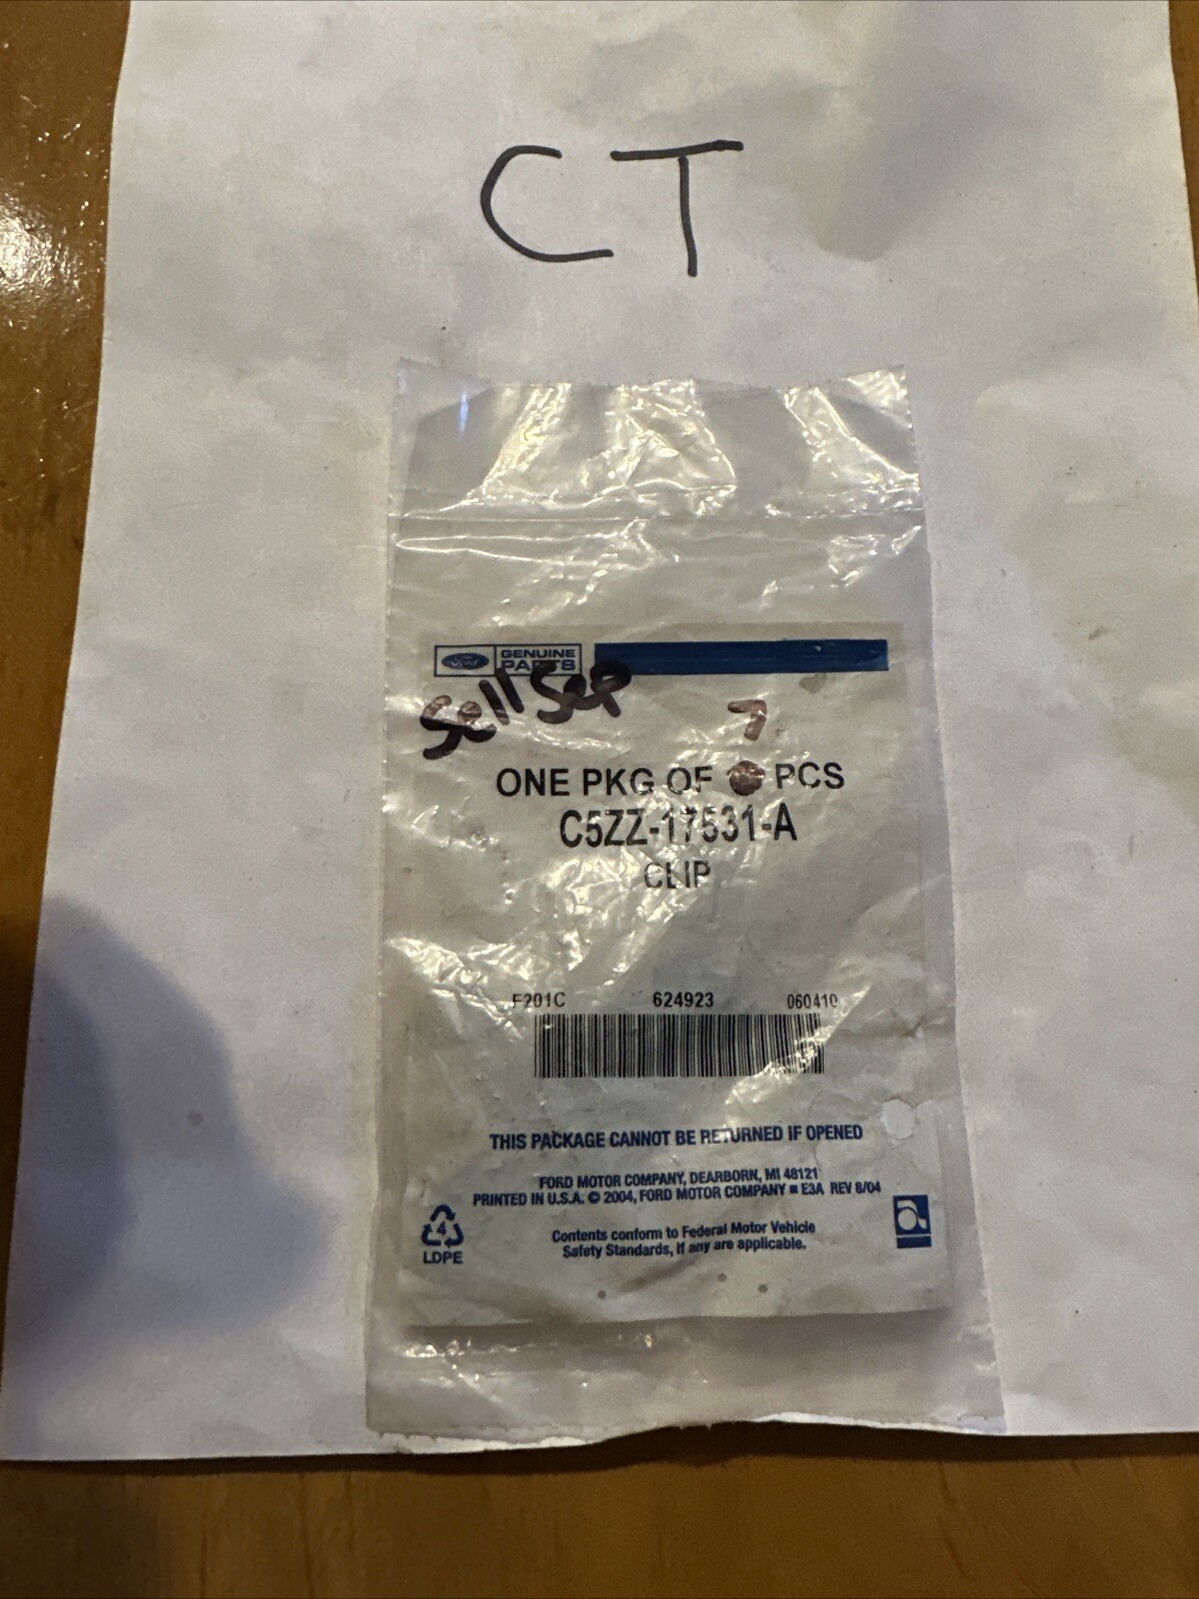 CT
Ford GENUINE
PARTS
Sell Sep
7
ONE PKG OF PCS
C5ZZ-17531-A
CLIP
F201C 624923 060410
THIS PACKAGE CANNOT BE RETURNED IF OPENED
FORD MOTOR COMPANY, DEARBORN, MI 48121
PRINTED IN U.S.A. © 2004, FORD MOTOR COMPANY ■ E3A REV 8/04
4
LDPE
Contents conform to Federal Motor Vehicle
Safety Standards, if any are applicable.